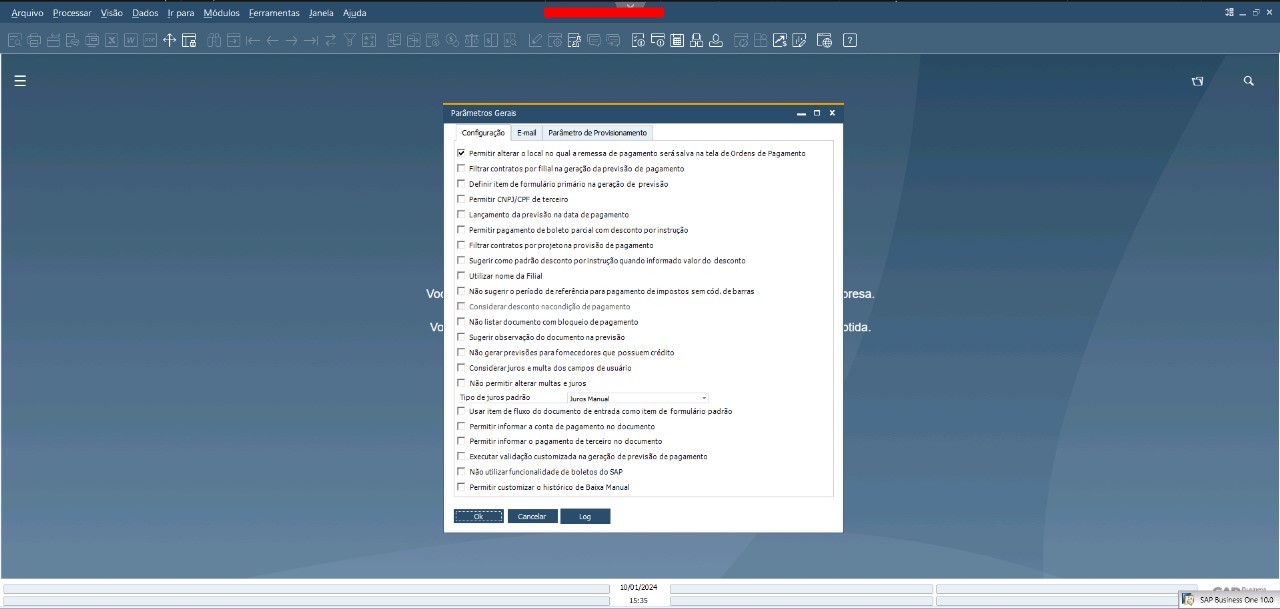 Arquivo Processar Visão Dados Ir para Módulos Ferramentas Janela Ajuda
Parâmetros Gerais
Configuração E-mail Parâmetro de Provisionamento
Permitir alterar o local no qual a remessa de pagamento será salva na tela de Ordens de Pagamento
Filtrar contratos por filial na geração da previsão de pagamento
Definir item de formulário primário na geração de previsão
Permitir CNPJ/CPF de terceiro
Lançamento da previsão na data de pagamento
Permitir pagamento de boleto parcial com desconto por instrução
Filtrar contratos por projeto na provisão de pagamento
Sugerir como padrão desconto por instrução quando informado valor do desconto
Utilizar nome da Filial
Não sugerir o período de referência para pagamento de impostos sem cód. de barras
Voc presa.
Considerar desconto na condição de pagamento
Não listar documento com bloqueio de pagamento
Vo otida.
Sugerir observação do documento na previsão
Não gerar previsões para fornecedores que possuem crédito
Considerar juros e multa dos campos de usuário
Não permitir alterar multas e juros
Tipo de juros padrão Juros Manual
Usar item de fluxo do documento de entrada como item de formulário padrão
Permitir informar a conta de pagamento no documento
Permitir informar o pagamento de terceiro no documento
Executar validação customizada na geração de previsão de pagamento
Não utilizar funcionalidade de boletos do SAP
Permitir customizar o histórico de Baixa Manual
Ok Cancelar Log
10/01/2024
15:35
SAP Business One 10.0